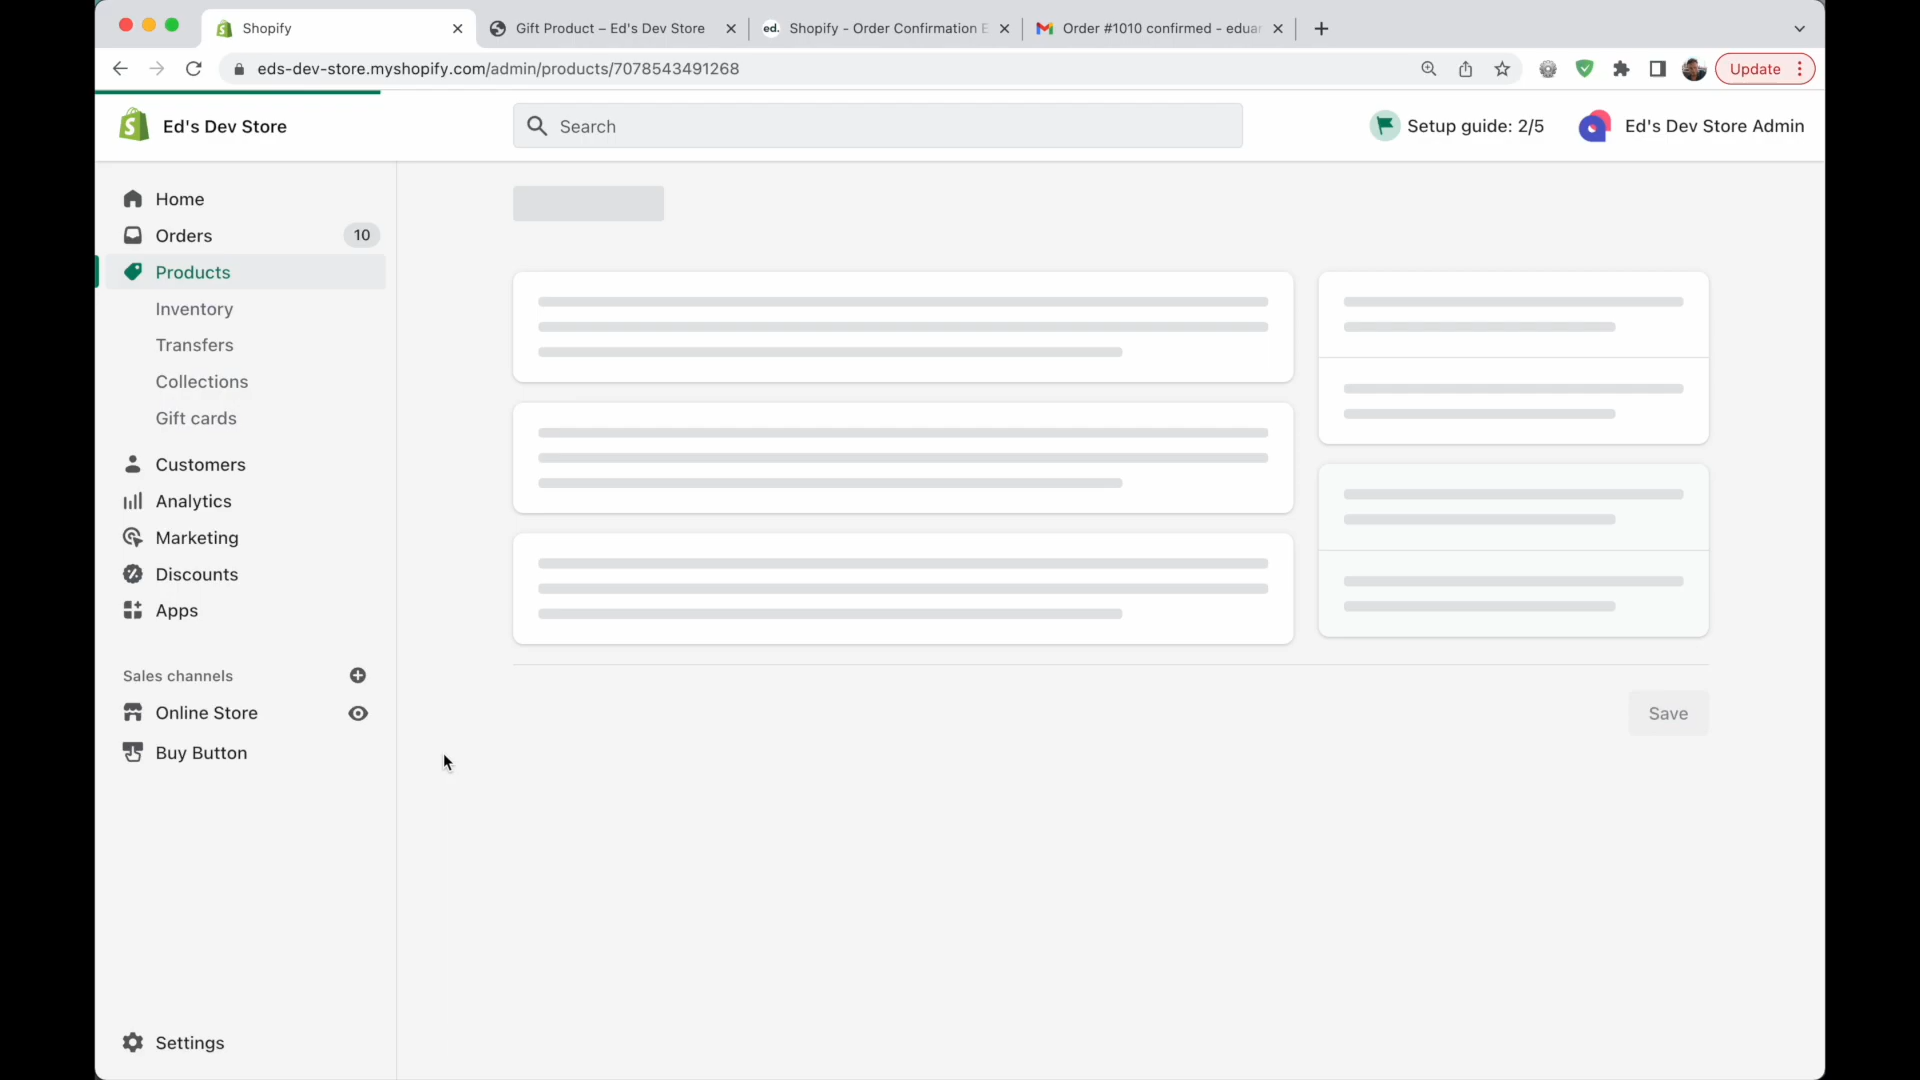 Shopify
Gift Product – Ed's Dev Store
Shopify - Order Confirmation E
Order #1010 confirmed - eduar
eds-dev-store.myshopify.com/admin/products/7078543491268
Update
Ed's Dev Store
Search
Setup guide: 2/5
Ed's Dev Store Admin
Home
Orders
10
Products
Inventory
Transfers
Collections
Gift cards
Customers
Analytics
Marketing
Discounts
Apps
Sales channels
Online Store
Save
Buy Button
Settings